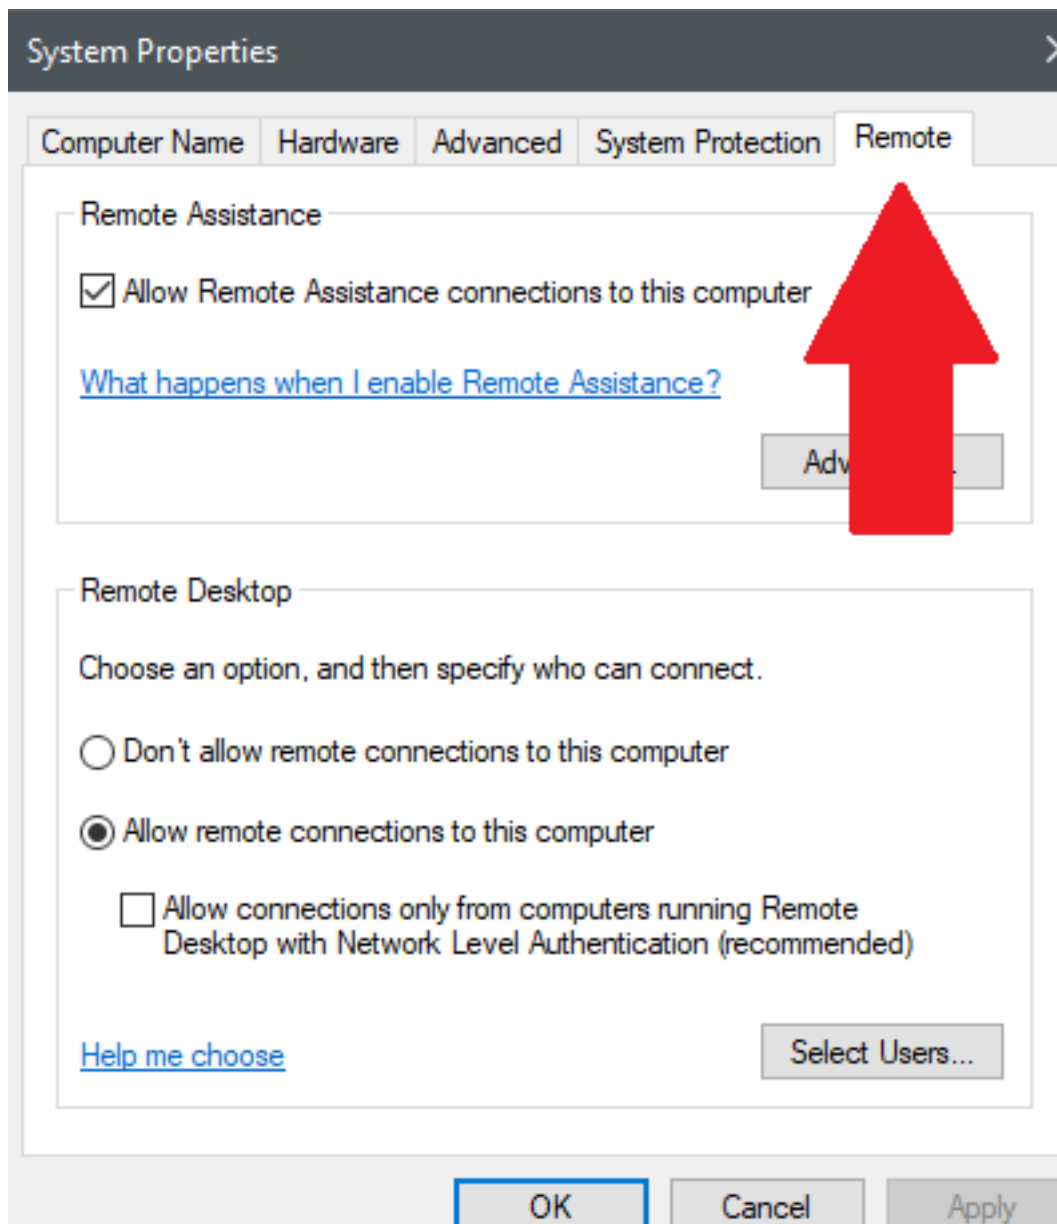 System Properties
Computer Name Hardware Advanced System Protection Remote
Remote Assistance
Allow Remote Assistance connections to this computer
What happens when I enable Remote Assistance?
Remote Desktop
Choose an option, and then specify who can connect.
Don't allow remote connections to this computer
Allow remote connections to this computer
Allow connections only from computers running Remote
Desktop with Network Level Authentication (recommended)
Help me choose
Select Users...
OK Cancel Apply